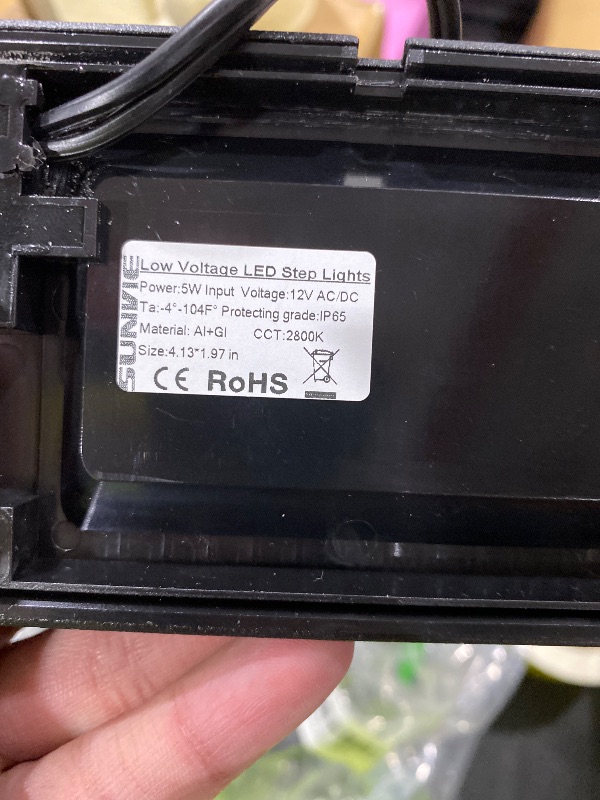 SUNVIE
Low Voltage LED Step Lights
Power:5W Input Voltage:12V AC/DC
Ta:-4°-104F° Protecting grade:IP65
Material: Al+Gl CCT:2800K
Size:4.13*1.97 in
CE RoHS